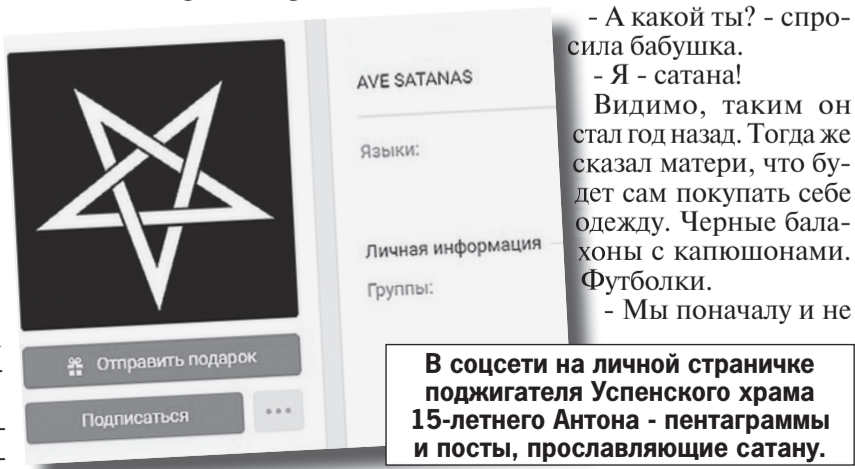 AVE SATANAS
Языки:
Личная информация
Группы:
Отправить подарок
Подписаться
- А какой ты? - спро-
сила бабушка.
- Я - сатана!
Видимо, таким он
стал год назад. Тогда же
сказал матери, что бу-
дет сам покупать себе
одежду. Черные бала-
хоны с капюшонами.
Футболки.
- Мы поначалу и не
В соцсети на личной страничке
поджигателя Успенского храма
15-летнего Антона - пентаграммы
и посты, прославляющие сатану.